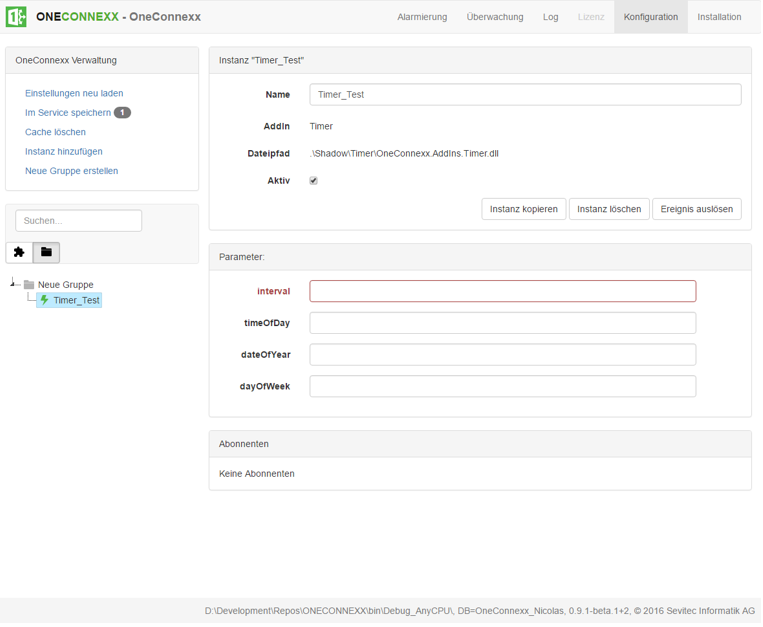 ONECONNEXX - OneConnexx
Alarmierung Überwachung Log Lizenz Konfiguration Installation
OneConnexx Verwaltung
Einstellungen neu laden
Im Service speichern 1
Cache löschen
Instanz hinzufügen
Neue Gruppe erstellen
Suchen...
Neue Gruppe
Timer_Test
Instanz "Timer_Test"
Name Timer_Test
AddIn Timer
Dateipfad .\Shadow\Timer\OneConnexx.AddIns.Timer.dll
Aktiv
Instanz kopieren Instanz löschen Ereignis auslösen
Parameter:
interval
timeOfDay
dateOfYear
dayOfWeek
Abonnenten
Keine Abonnenten
D:\Development\Repos\ONECONNEXX\bin\Debug_AnyCPU\, DB=OneConnexx_Nicolas, 0.9.1-beta.1+2, © 2016 Sevitec Informatik AG